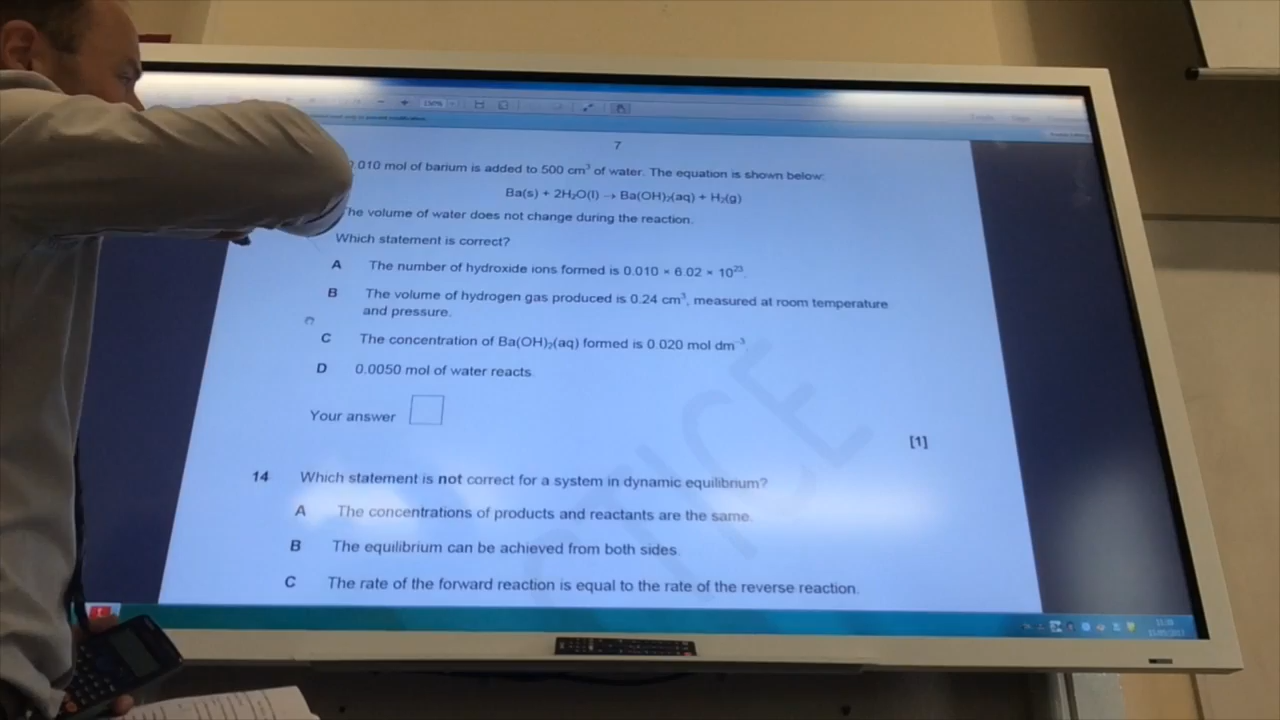 7
.010 mol of barium is added to 500 cm³ of water. The equation is shown below:
Ba(s) + 2H₂O(l) → Ba(OH)₂(aq) + H₂(g)
The volume of water does not change during the reaction.
Which statement is correct?
A The number of hydroxide ions formed is 0.010 × 6.02 × 10²³.
B The volume of hydrogen gas produced is 0.24 cm³, measured at room temperature
and pressure.
C The concentration of Ba(OH)₂(aq) formed is 0.020 mol dm⁻³.
D 0.0050 mol of water reacts.
Your answer
[1]
14 Which statement is not correct for a system in dynamic equilibrium?
A The concentrations of products and reactants are the same.
B The equilibrium can be achieved from both sides.
C The rate of the forward reaction is equal to the rate of the reverse reaction.